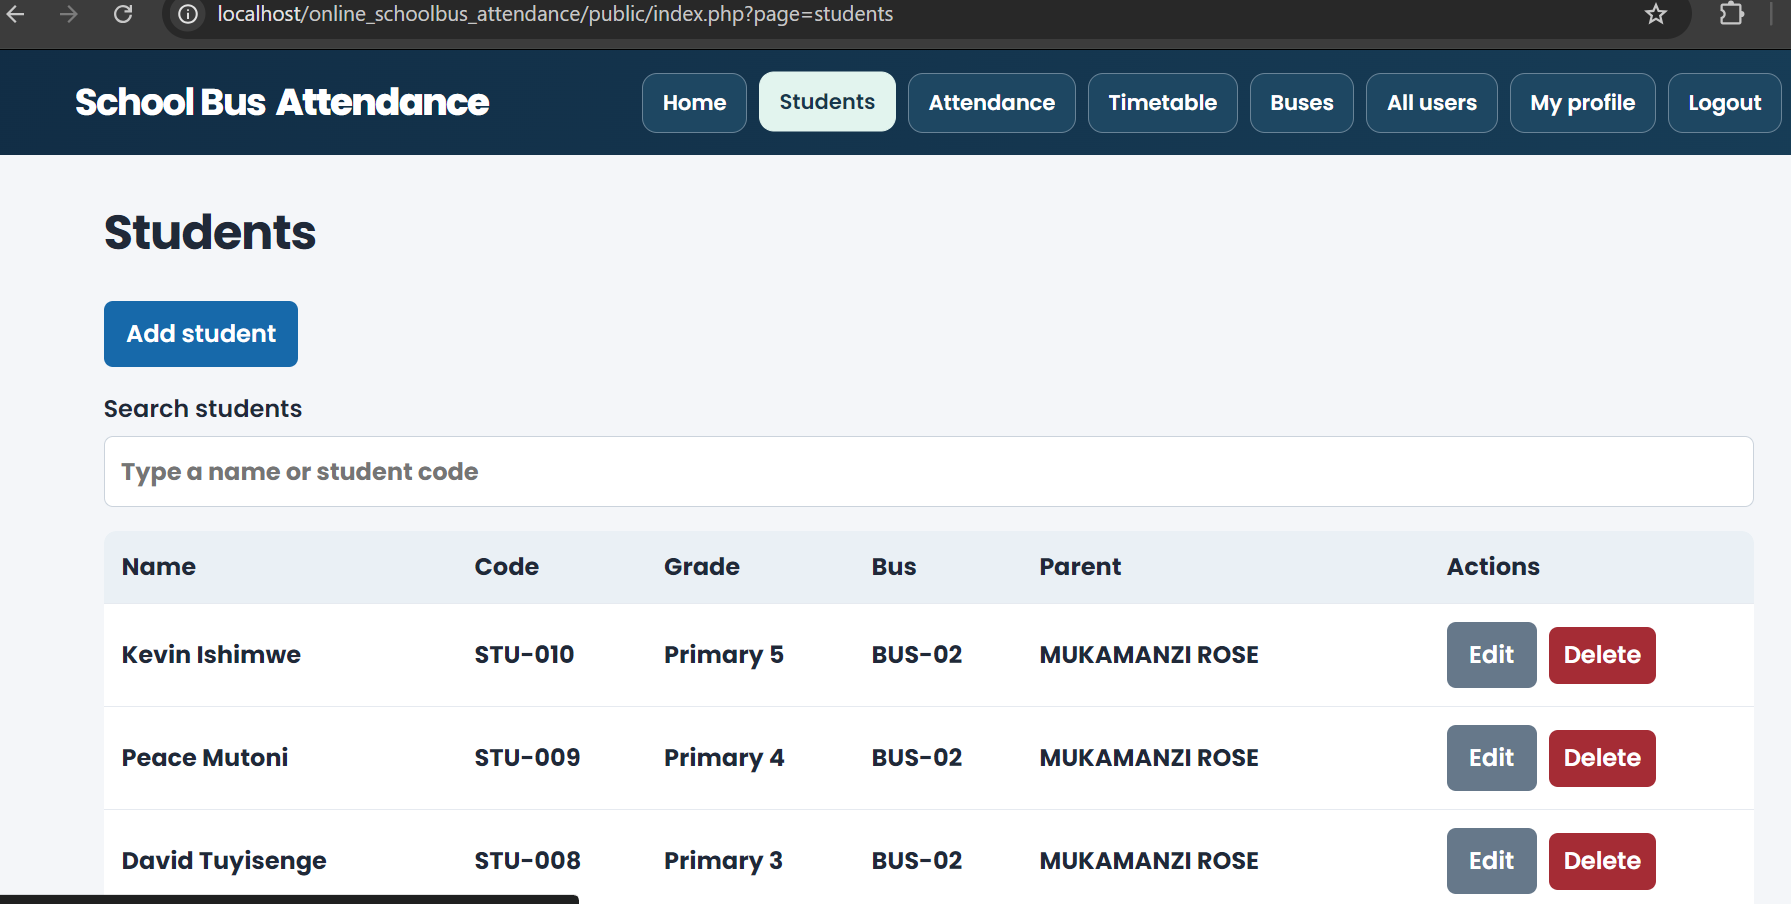 localhost/online_schoolbus_attendance/public/index.php?page=students
School Bus Attendance Home Students Attendance Timetable Buses All users My profile Logout
Students
Add student
Search students
Type a name or student code
Name Code Grade Bus Parent Actions
Kevin Ishimwe STU-010 Primary 5 BUS-02 MUKAMANZI ROSE Edit Delete
Peace Mutoni STU-009 Primary 4 BUS-02 MUKAMANZI ROSE Edit Delete
David Tuyisenge STU-008 Primary 3 BUS-02 MUKAMANZI ROSE Edit Delete